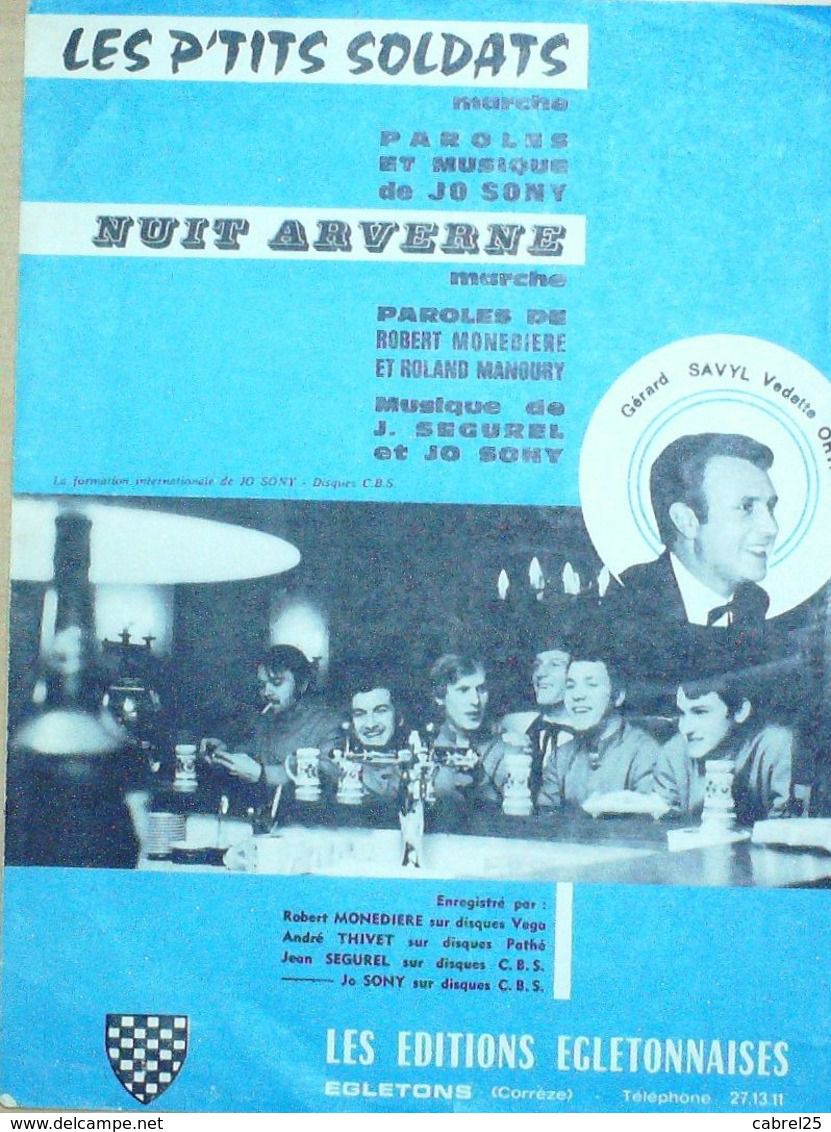 LES P'TITS SOLDATS
marche
PAROLES
ET MUSIQUE
de JO SONY
NUIT ARVERNE
marche
PAROLES DE
ROBERT MONEDIERE
ET ROLAND MANOURY
Musique de
J. SEGUREL
et JO SONY
Gérard SAVYL Vedette
La formation internationale de JO SONY - Disques C.B.S.
Enregistré par :
Robert MONEDIERE sur disques Vega
André THIVET sur disques Pathé
Jean SEGUREL sur disques C.B.S.
Jo SONY sur disques C.B.S.
LES EDITIONS EGLETONNAISES
EGLETONS (Corrèze) - Téléphone 27.13.11
delcampe.net
cabrel25